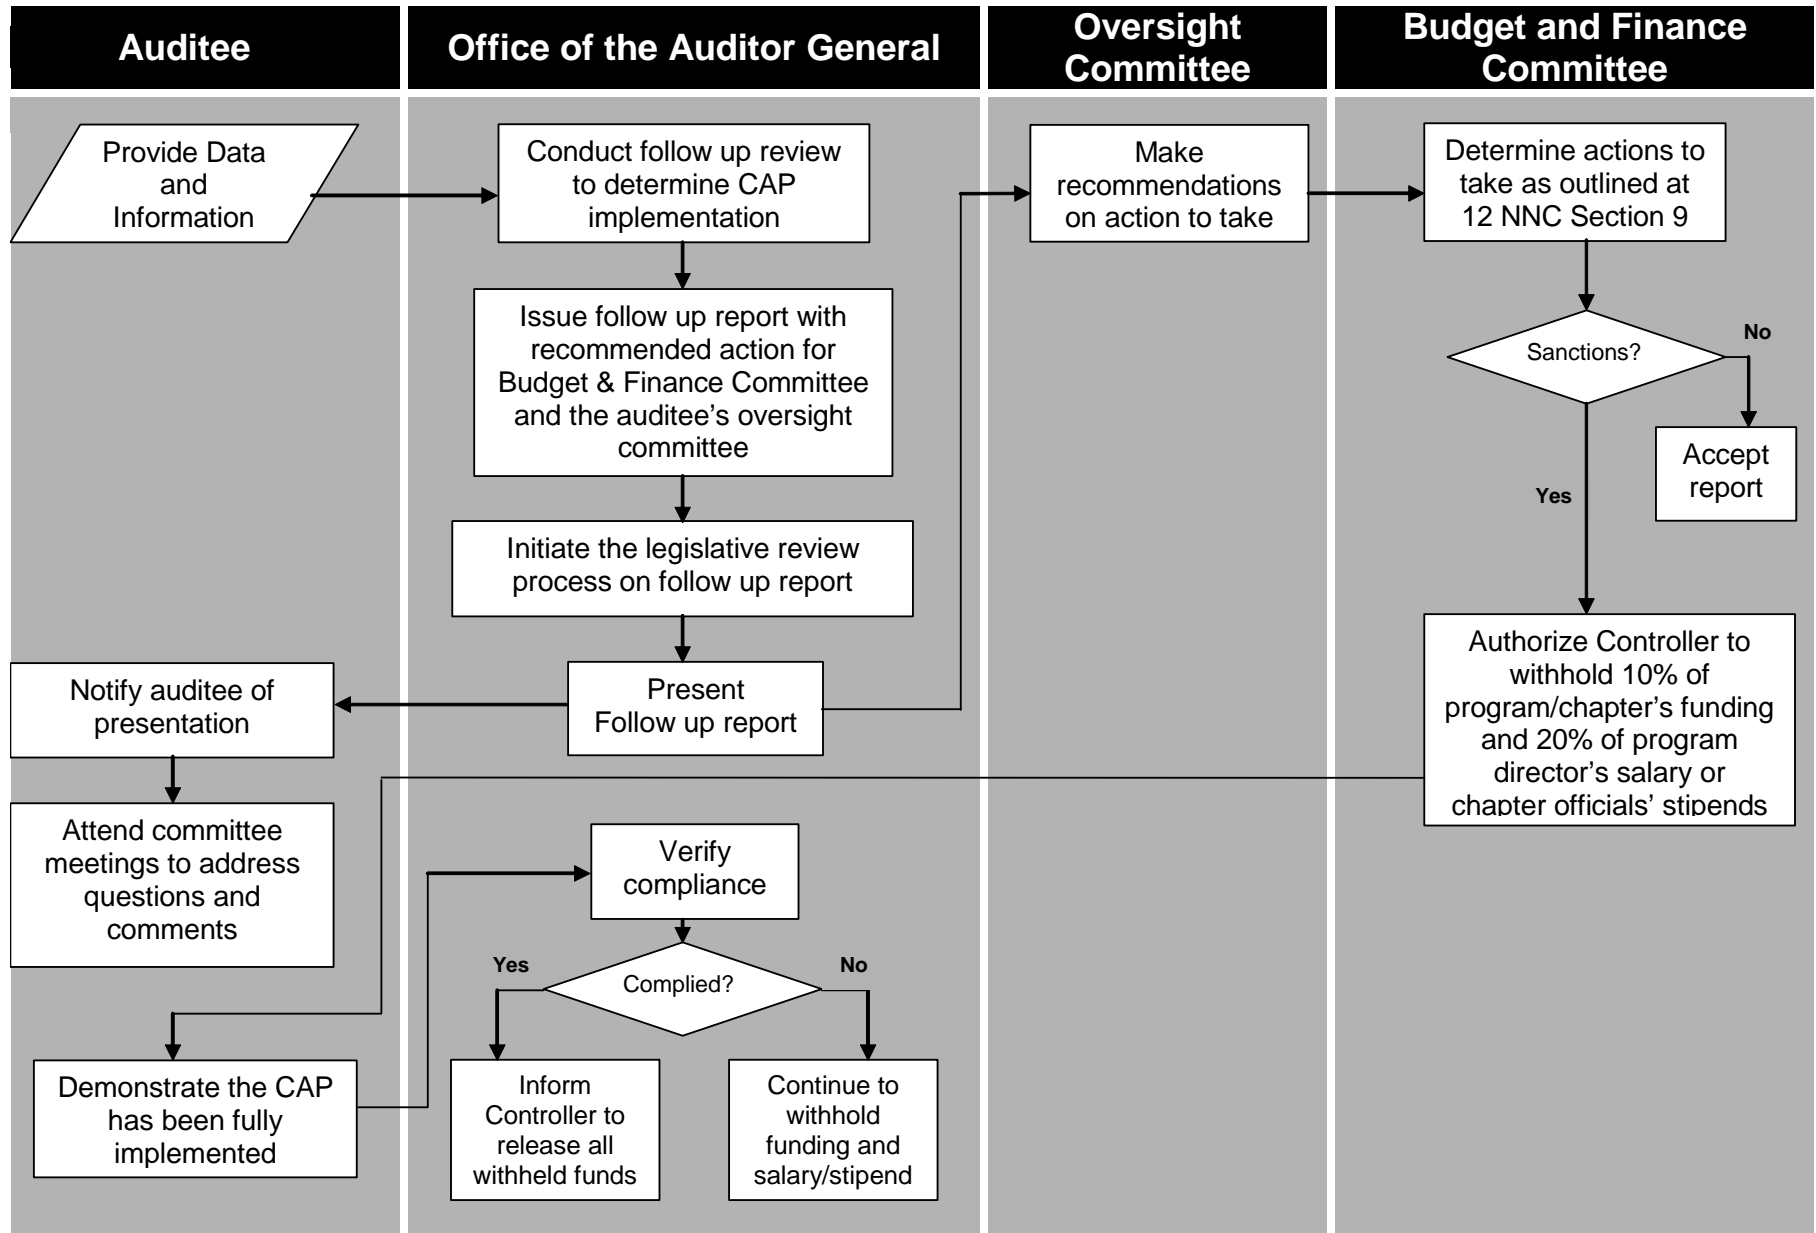 Auditee
Office of the Auditor General
Oversight
Committee
Budget and Finance
Committee
Provide Data
and
Information
Conduct follow up review
to determine CAP
implementation
Make
recommendations
on action to take
Determine actions to
take as outlined at
12 NNC Section 9
Issue follow up report with
recommended action for
Budget & Finance Committee
and the auditee’s oversight
committee
Sanctions?
No
Accept
report
Yes
Initiate the legislative review
process on follow up report
Authorize Controller to
withhold 10% of
program/chapter’s funding
and 20% of program
director’s salary or
chapter officials’ stipends
Notify auditee of
presentation
Present
Follow up report
Attend committee
meetings to address
questions and
comments
Verify
compliance
Yes
Complied?
No
Demonstrate the CAP
has been fully
implemented
Inform
Controller to
release all
withheld funds
Continue to
withhold
funding and
salary/stipend